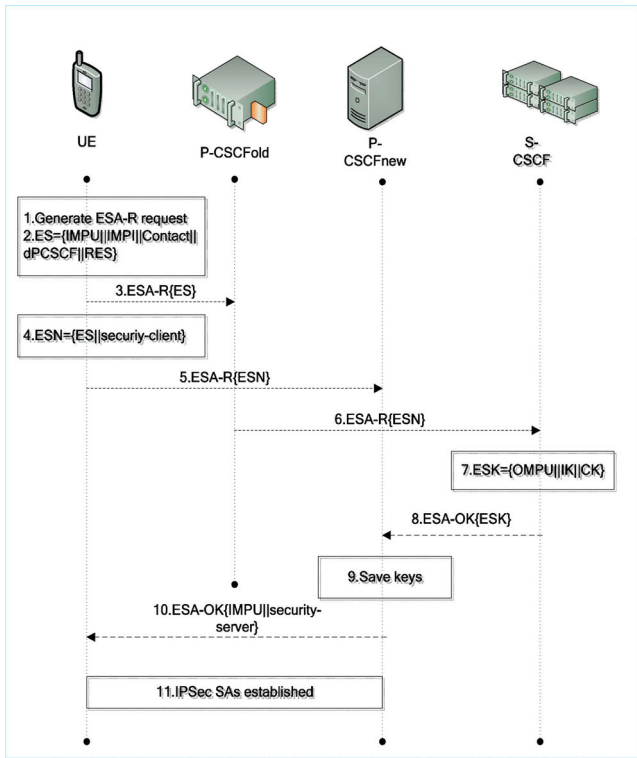 UE
P-CSCFold
P-
CSCFnew
S-
CSCF
1.Generate ESA-R request
2.ES={IMPU||IMPI||Contact||
dPCSCF||RES}
3.ESA-R{ES}
4.ESN={ES||securiy-client}
5.ESA-R{ESN}
6.ESA-R{ESN}
7.ESK={OMPU||IK||CK}
8.ESA-OK{ESK}
9.Save keys
10.ESA-OK{IMPU||security-
server}
11.IPSec SAs established